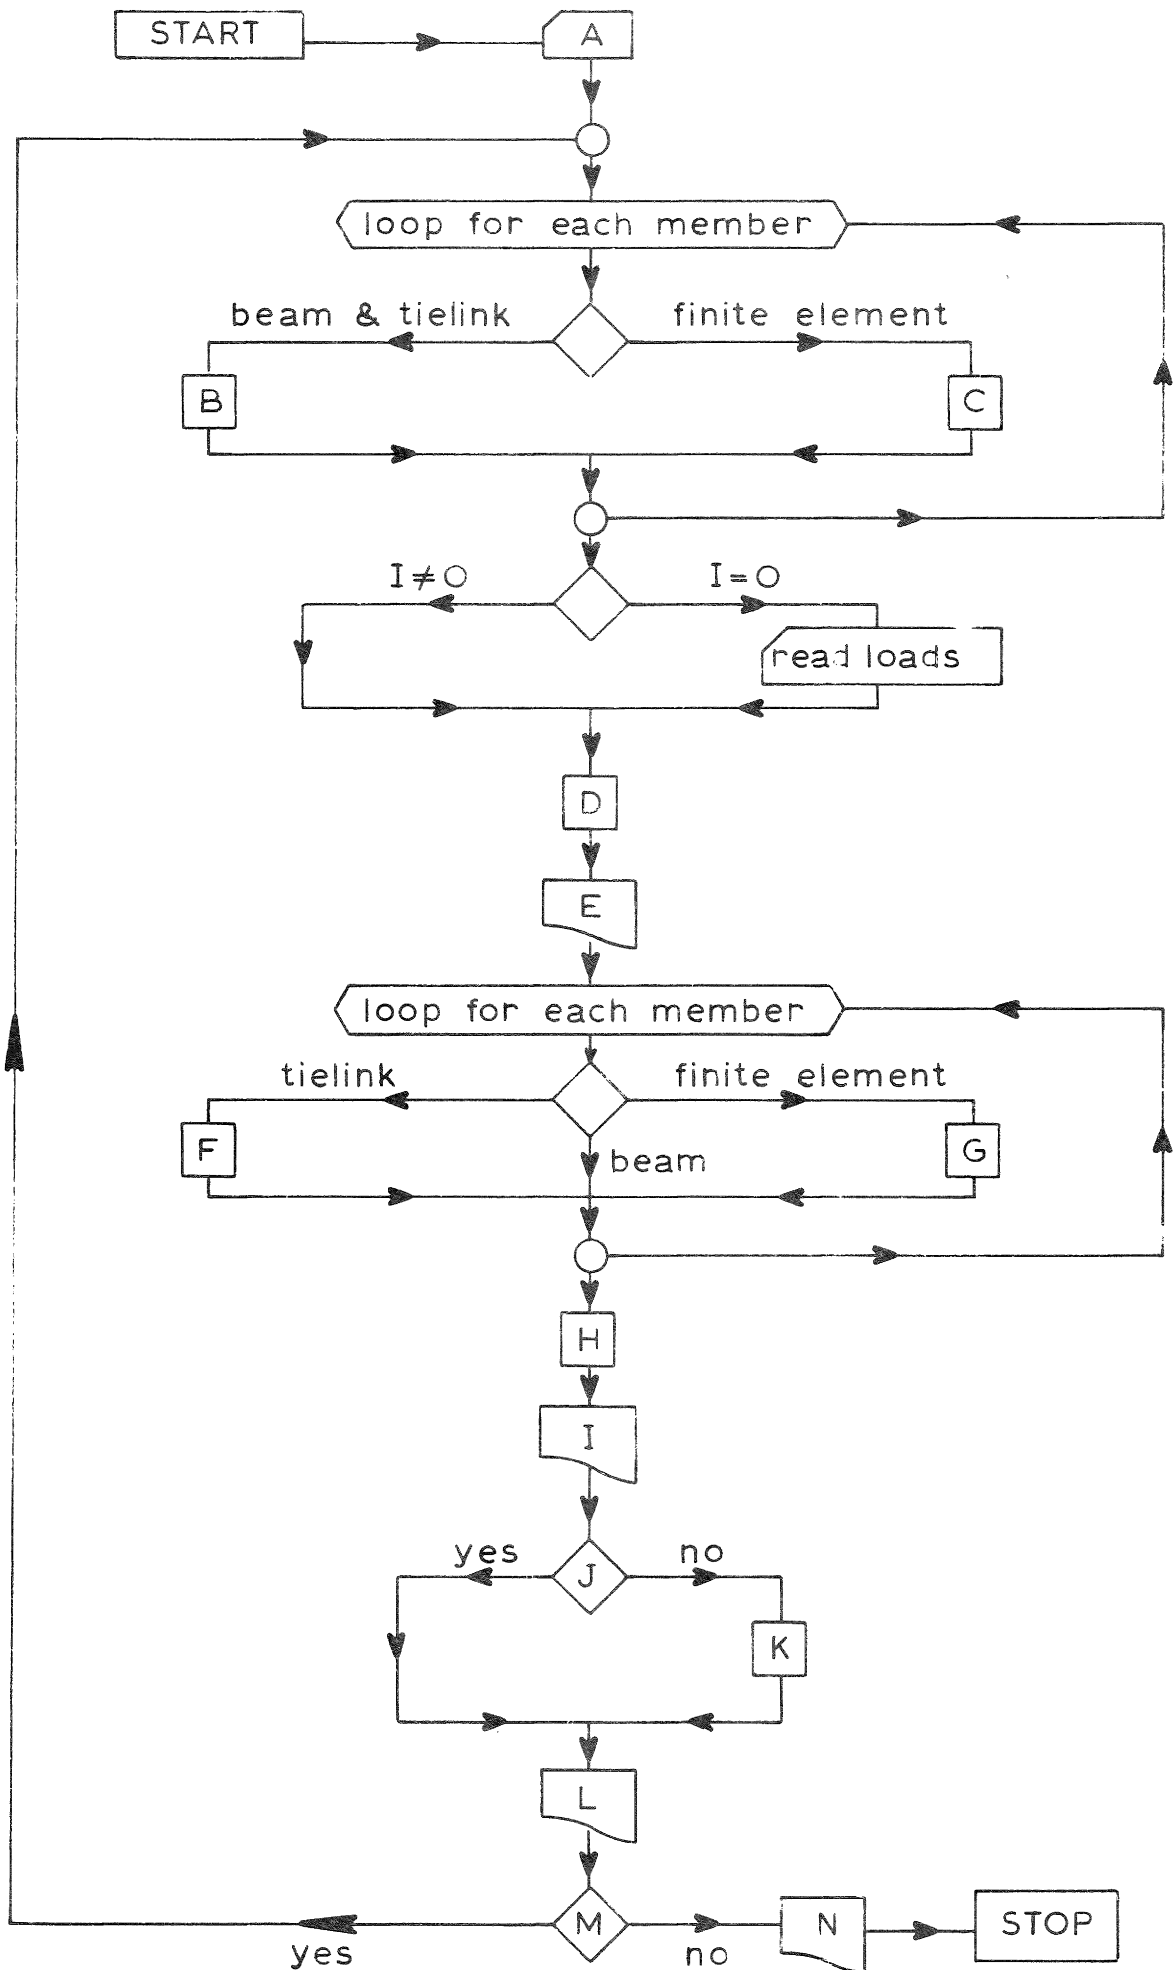 START
A
loop for each member
beam & tielink
finite element
B
C
I≠O
I=O
read loads
D
E
loop for each member
tielink
finite element
F
beam
G
H
I
yes
J
no
K
L
M
N
STOP
yes
no